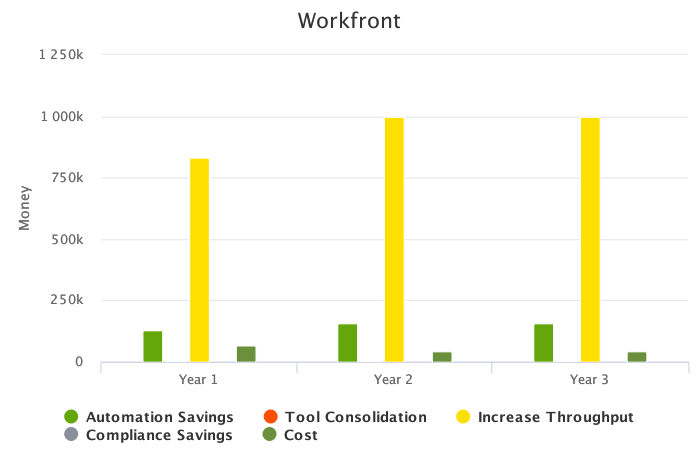 Workfront
1 250k
1 000k
750k
500k
250k
0
Money
Year 1 Year 2 Year 3
Automation Savings Tool Consolidation Increase Throughput
Compliance Savings Cost